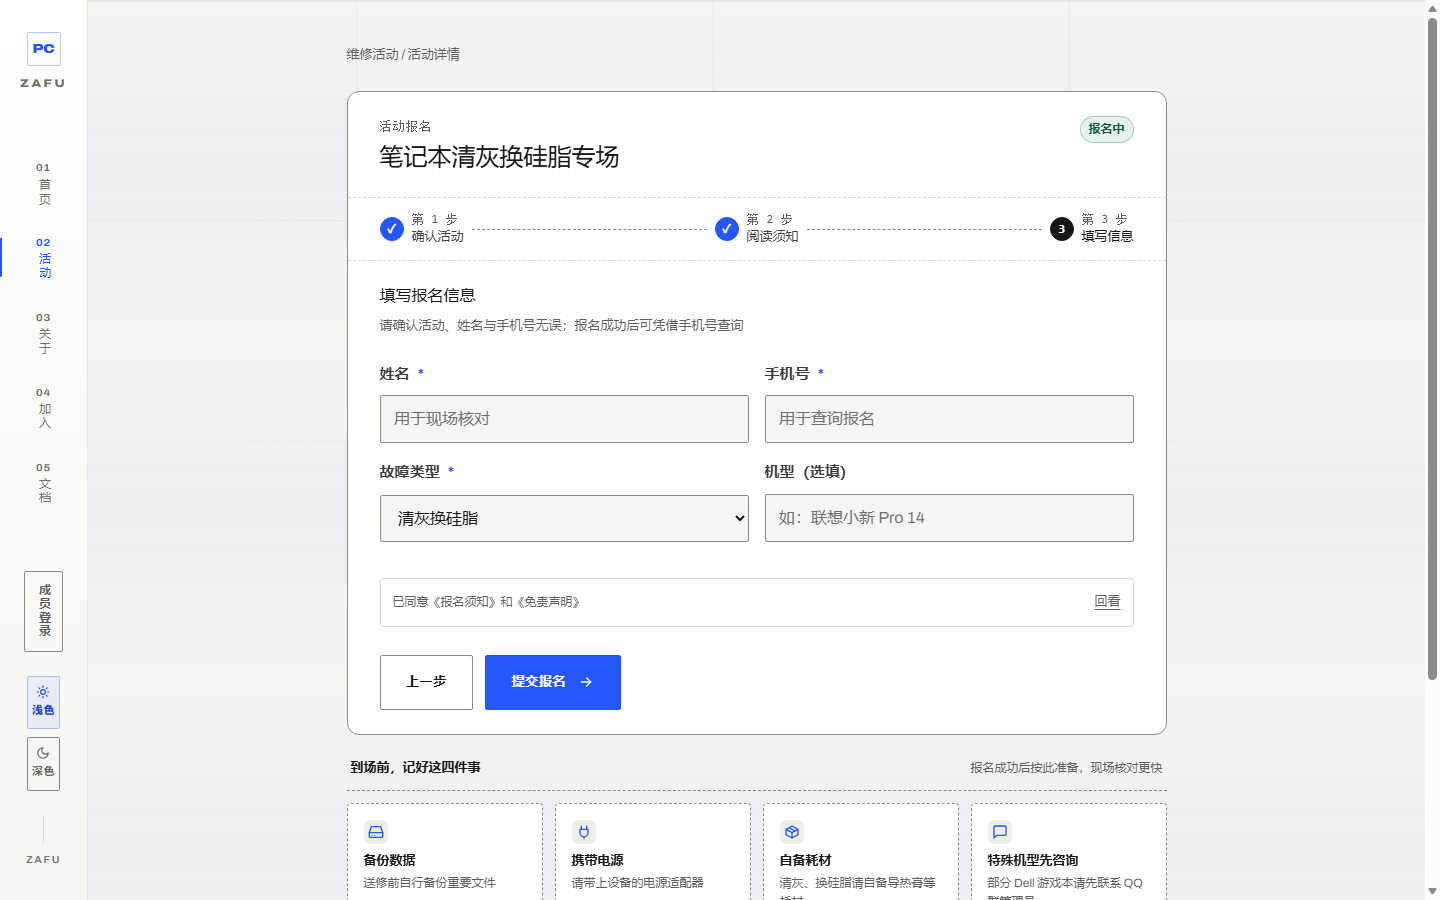 PC
ZAFU
01
首页
02
活动
03
关于
04
加入
05
文档
成员登录
浅色
深色
ZAFU
维修活动 / 活动详情
活动报名
笔记本清灰换硅脂专场
报名中
第 1 步
确认活动
第 2 步
阅读须知
3
第 3 步
填写信息
填写报名信息
请确认活动、姓名与手机号无误；报名成功后可凭借手机号查询
姓名 *
手机号 *
用于现场核对
用于查询报名
故障类型 *
机型（选填）
清灰换硅脂
如：联想小新 Pro 14
已同意《报名须知》和《免责声明》
回看
上一步
提交报名 →
到场前，记好这四件事
报名成功后按此准备，现场核对更快
备份数据
送修前自行备份重要文件
携带电源
请带上设备的电源适配器
自备耗材
清灰、换硅脂请自备导热膏等
耗材
特殊机型先咨询
部分 Dell 游戏本请先联系 QQ
群管理员